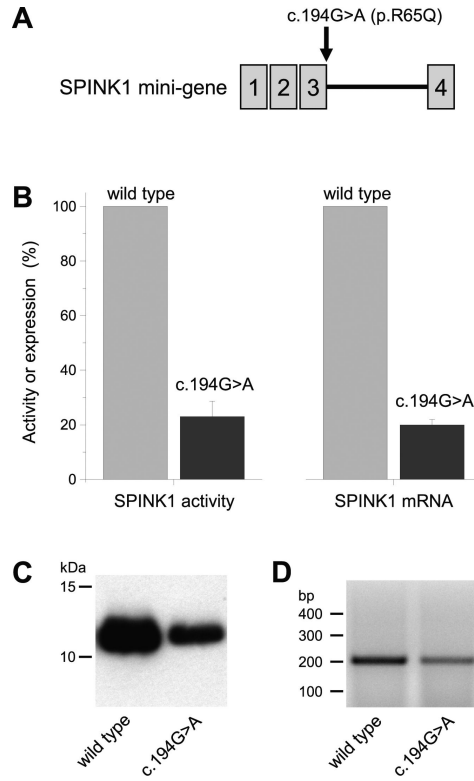 A
c.194G>A (p.R65Q)
SPINK1 mini-gene
1 2 3 4
B
Activity or expression (%)
100
80
60
40
20
0
wild type
c.194G>A
SPINK1 activity
wild type
c.194G>A
SPINK1 mRNA
C
kDa
15
10
wild type
c.194G>A
D
bp
400
300
200
100
wild type
c.194G>A